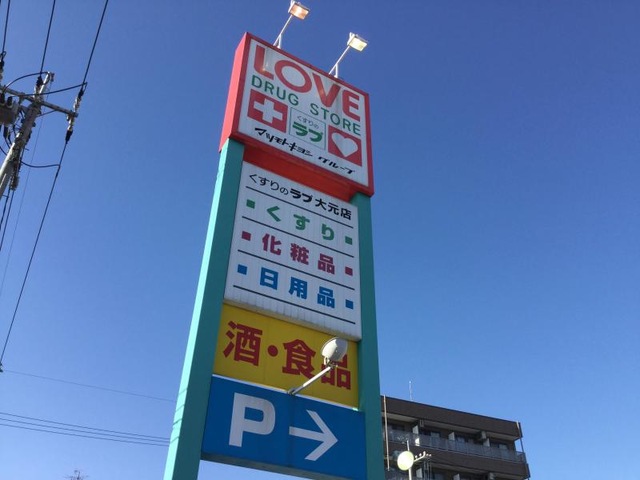 LOVE
DRUG STORE
くすりの
ラブ
マツモトキヨシ グループ
くすりのラブ大元店
くすり
化粧品
日用品
酒・食品
P →